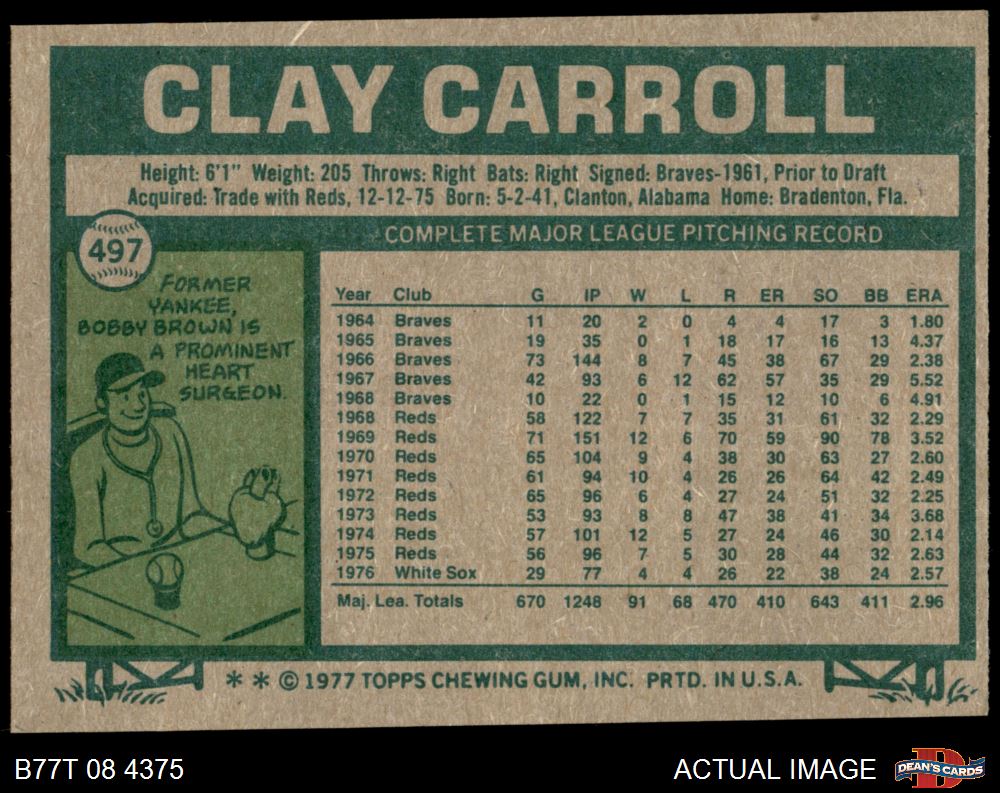 CLAY CARROLL
Height: 6'1" Weight: 205 Throws: Right Bats: Right Signed: Braves-1961, Prior to Draft
Acquired: Trade with Reds, 12-12-75 Born: 5-2-41, Clanton, Alabama Home: Bradenton, Fla.
497
COMPLETE MAJOR LEAGUE PITCHING RECORD
FORMER
YANKEE,
BOBBY BROWN IS
A PROMINENT
HEART
SURGEON.
Year Club G IP W L R ER SO BB ERA
1964 Braves 11 20 2 0 4 4 17 3 1.80
1965 Braves 19 35 0 1 18 17 16 13 4.37
1966 Braves 73 144 8 7 45 38 67 29 2.38
1967 Braves 42 93 6 12 62 57 35 29 5.52
1968 Braves 10 22 0 1 15 12 10 6 4.91
1968 Reds 58 122 7 7 35 31 61 32 2.29
1969 Reds 71 151 12 6 70 59 90 78 3.52
1970 Reds 65 104 9 4 38 30 63 27 2.60
1971 Reds 61 94 10 4 26 26 64 42 2.49
1972 Reds 65 96 6 4 27 24 51 32 2.25
1973 Reds 53 93 8 8 47 38 41 34 3.68
1974 Reds 57 101 12 5 27 24 46 30 2.14
1975 Reds 56 96 7 5 30 28 44 32 2.63
1976 White Sox 29 77 4 4 26 22 38 24 2.57
Maj. Lea. Totals 670 1248 91 68 470 410 643 411 2.96
* * © 1977 TOPPS CHEWING GUM, INC. PRTD. IN U.S.A.
B77T 08 4375
ACTUAL IMAGE
D
DEAN'S CARDS